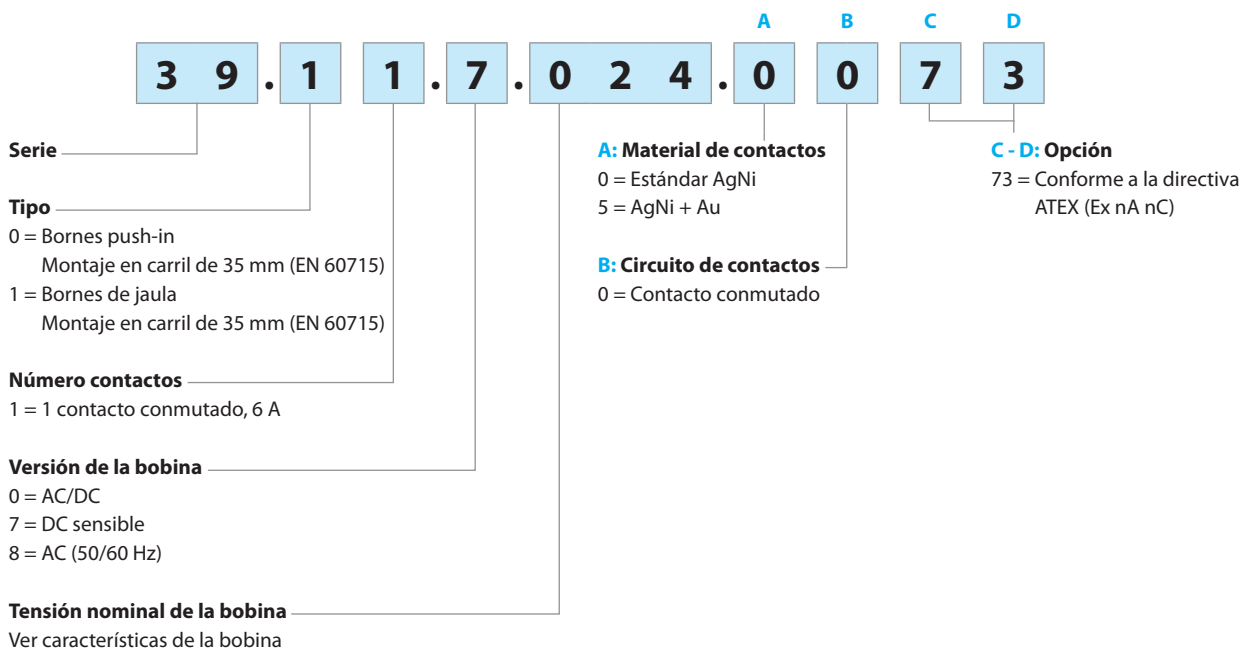 A B C D
3 9 . 1 1 . 7 . 0 2 4 . 0 0 7 3
Serie
Tipo
0 = Bornes push-in
Montaje en carril de 35 mm (EN 60715)
1 = Bornes de jaula
Montaje en carril de 35 mm (EN 60715)
Número contactos
1 = 1 contacto conmutado, 6 A
Versión de la bobina
0 = AC/DC
7 = DC sensible
8 = AC (50/60 Hz)
Tensión nominal de la bobina
Ver características de la bobina
A: Material de contactos
0 = Estándar AgNi
5 = AgNi + Au
B: Circuito de contactos
0 = Contacto conmutado
C - D: Opción
73 = Conforme a la directiva
ATEX (Ex nA nC)